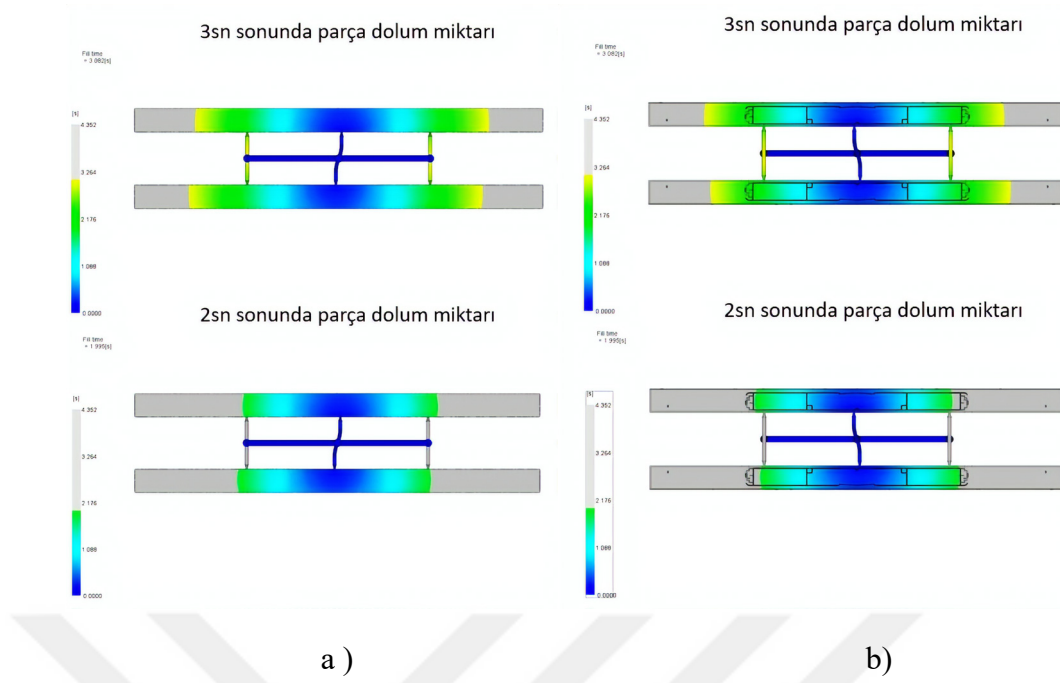 3sn sonunda parça dolum miktarı
Fill time
= 3.082[s]
[s]
4.352
3.264
2.176
1.088
0.0000
3sn sonunda parça dolum miktarı
Fill time
= 3.082[s]
[s]
4.352
3.264
2.176
1.088
0.0000
2sn sonunda parça dolum miktarı
Fill time
= 1.995[s]
[s]
4.352
3.264
2.176
1.088
0.0000
2sn sonunda parça dolum miktarı
Fill time
= 1.995[s]
[s]
4.352
3.264
2.176
1.088
0.0000
a )
b)